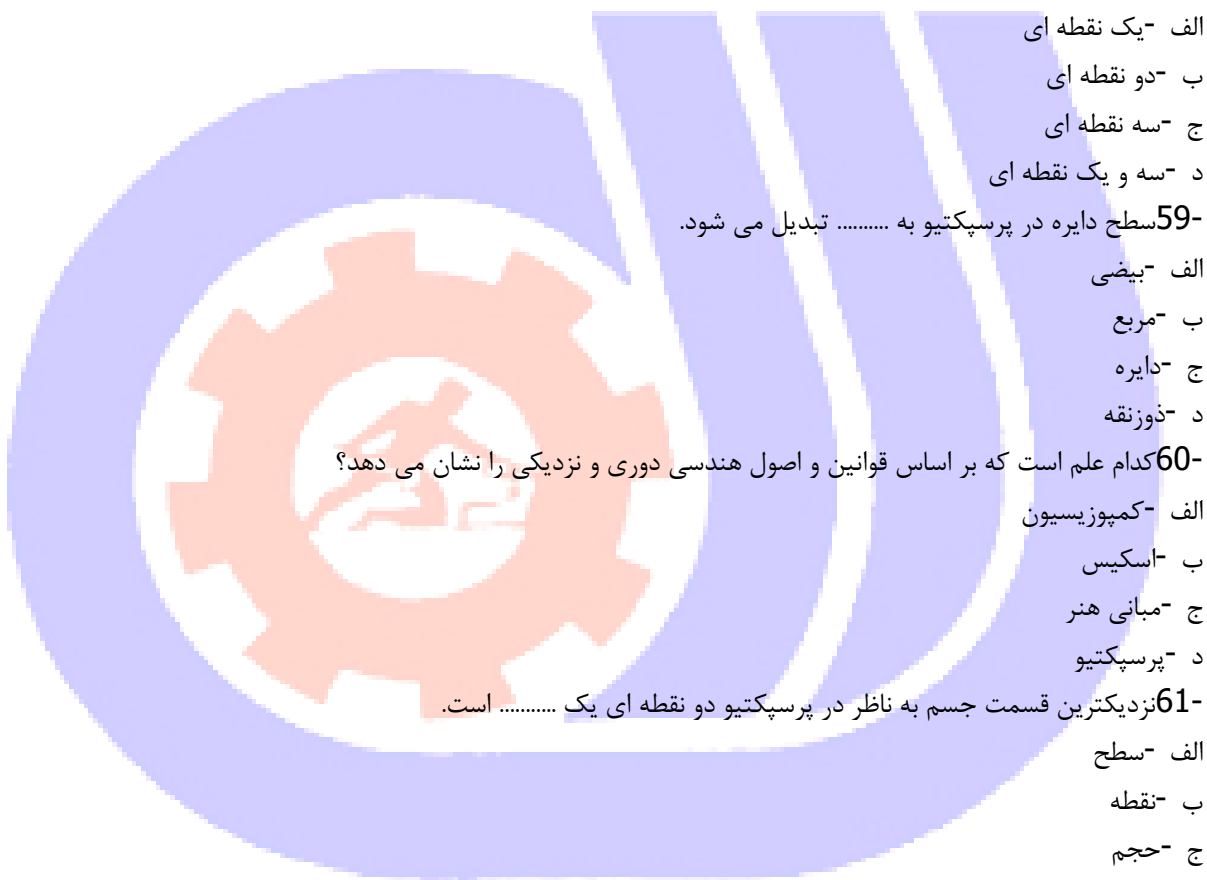 الف -یک نقطه ای
ب -دو نقطه ای
ج -سه نقطه ای
د -سه و یک نقطه ای
-59سطح دایره در پرسپکتیو به .......... تبدیل می شود.
الف -بیضی
ب -مربع
ج -دایره
د -ذوزنقه
-60کدام علم است که بر اساس قوانین و اصول هندسی دوری و نزدیکی را نشان می دهد؟
الف -کمپوزیسیون
ب -اسکیس
ج -مبانی هنر
د -پرسپکتیو
-61نزدیکترین قسمت جسم به ناظر در پرسپکتیو دو نقطه ای یک ........... است.
الف -سطح
ب -نقطه
ج -حجم